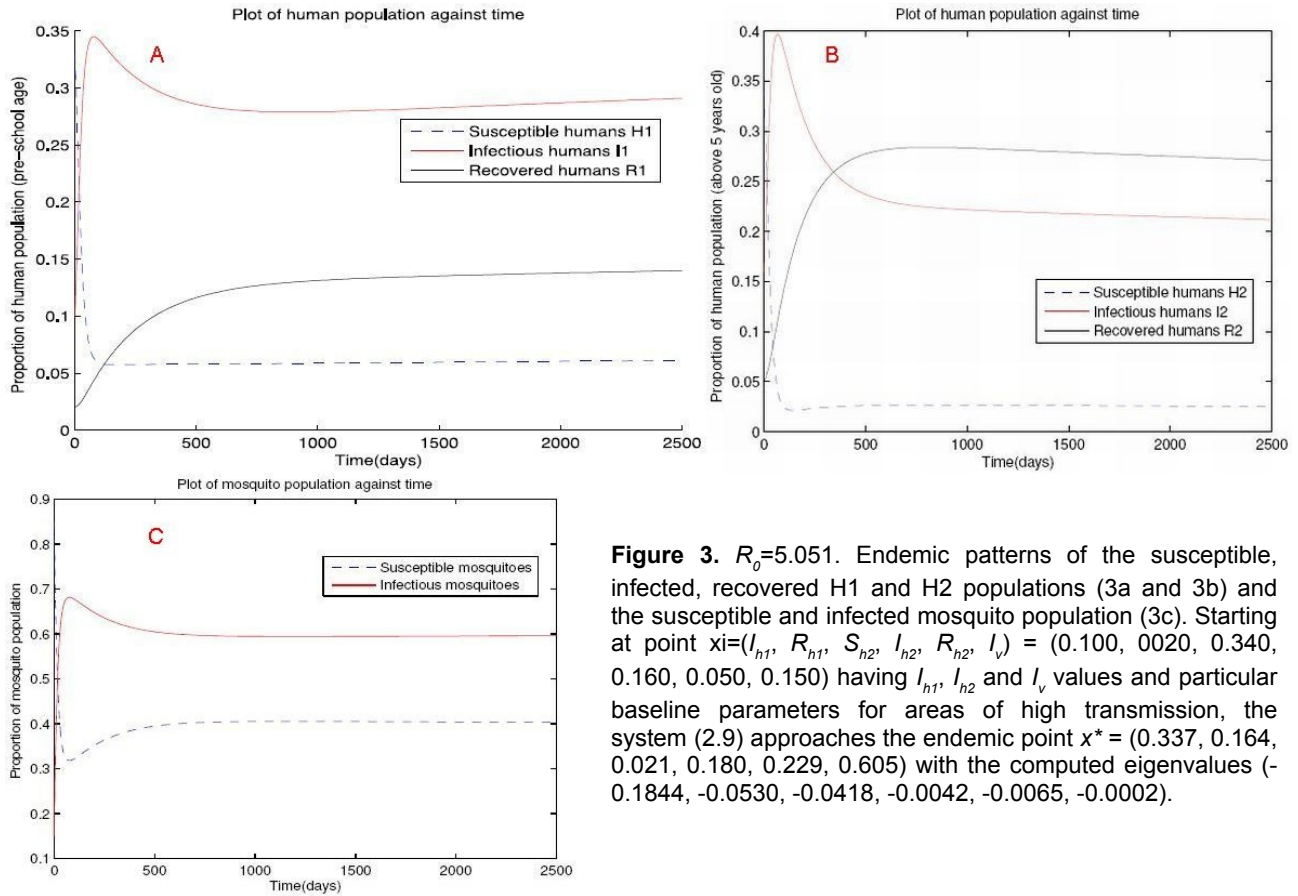 Plot of human population against time
A
Proportion of human population (pre-school age)
0.35
0.3
0.25
0.2
0.15
0.1
0.05
0
Susceptible humans H1
Infectious humans I1
Recovered humans R1
0 500 1000 1500 2000 2500
Time(days)
Plot of human population against time
B
Proportion of human population (above 5 years old)
0.4
0.35
0.3
0.25
0.2
0.15
0.1
0.05
0
Susceptible humans H2
Infectious humans I2
Recovered humans R2
0 500 1000 1500 2000 2500
Time(days)
Plot of mosquito population against time
C
Proportion of mosquito population
0.9
0.8
0.7
0.6
0.5
0.4
0.3
0.2
0.1
Susceptible mosquitoes
Infectious mosquitoes
0 500 1000 1500 2000 2500
Time(days)
Figure 3. R0=5.051. Endemic patterns of the susceptible,
infected, recovered H1 and H2 populations (3a and 3b) and
the susceptible and infected mosquito population (3c). Starting
at point xi=(Ih1, Rh1, Sh2, Ih2, Rh2, Iv) = (0.100, 0020, 0.340,
0.160, 0.050, 0.150) having Ih1, Ih2 and Iv values and particular
baseline parameters for areas of high transmission, the
system (2.9) approaches the endemic point x* = (0.337, 0.164,
0.021, 0.180, 0.229, 0.605) with the computed eigenvalues (-
0.1844, -0.0530, -0.0418, -0.0042, -0.0065, -0.0002).